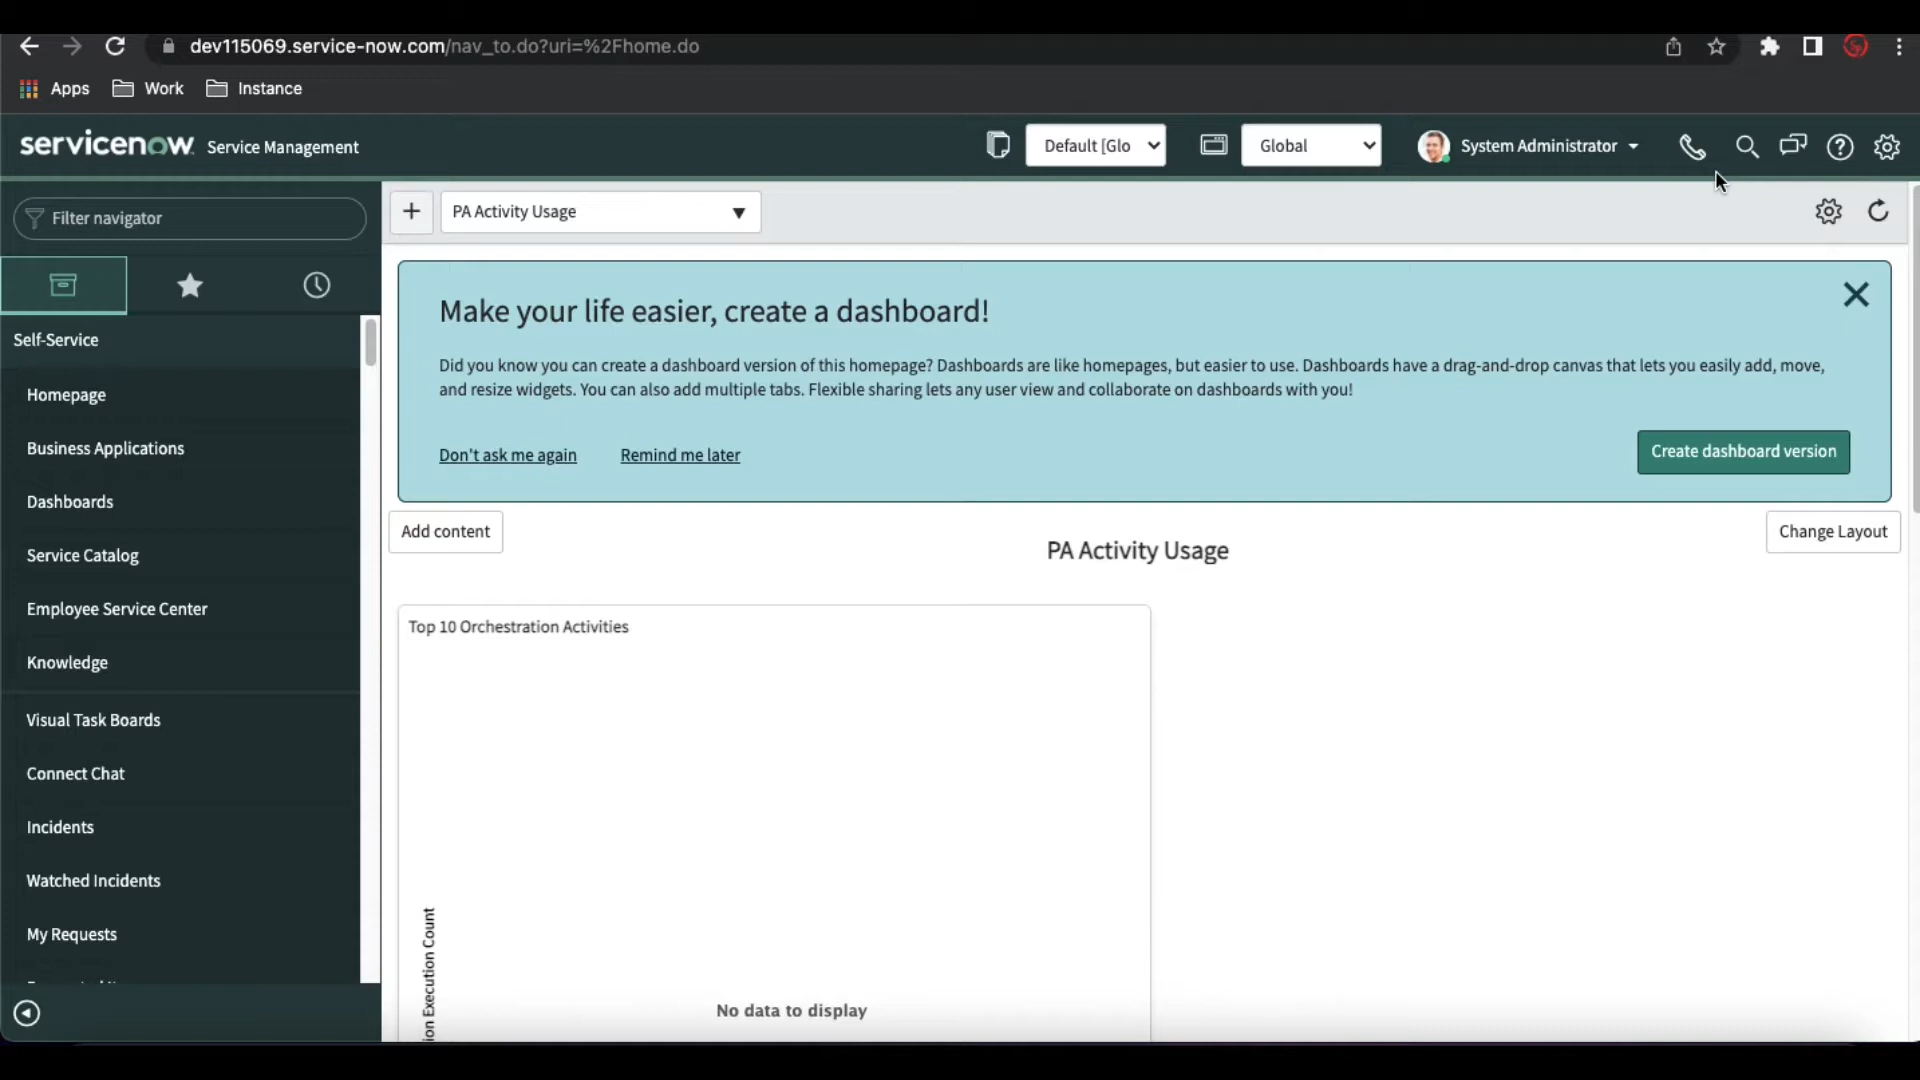 dev115069.service-now.com/nav_to.do?uri=%2Fhome.do
Apps Work Instance
servicenow Service Management Default [Glo Global System Administrator
Filter navigator
PA Activity Usage
Self-Service
Homepage
Business Applications
Dashboards
Service Catalog
Employee Service Center
Knowledge
Visual Task Boards
Connect Chat
Incidents
Watched Incidents
My Requests
Make your life easier, create a dashboard!
Did you know you can create a dashboard version of this homepage? Dashboards are like homepages, but easier to use. Dashboards have a drag-and-drop canvas that lets you easily add, move,
and resize widgets. You can also add multiple tabs. Flexible sharing lets any user view and collaborate on dashboards with you!
Don't ask me again Remind me later Create dashboard version
Add content Change Layout
PA Activity Usage
Top 10 Orchestration Activities
ion Execution Count
No data to display